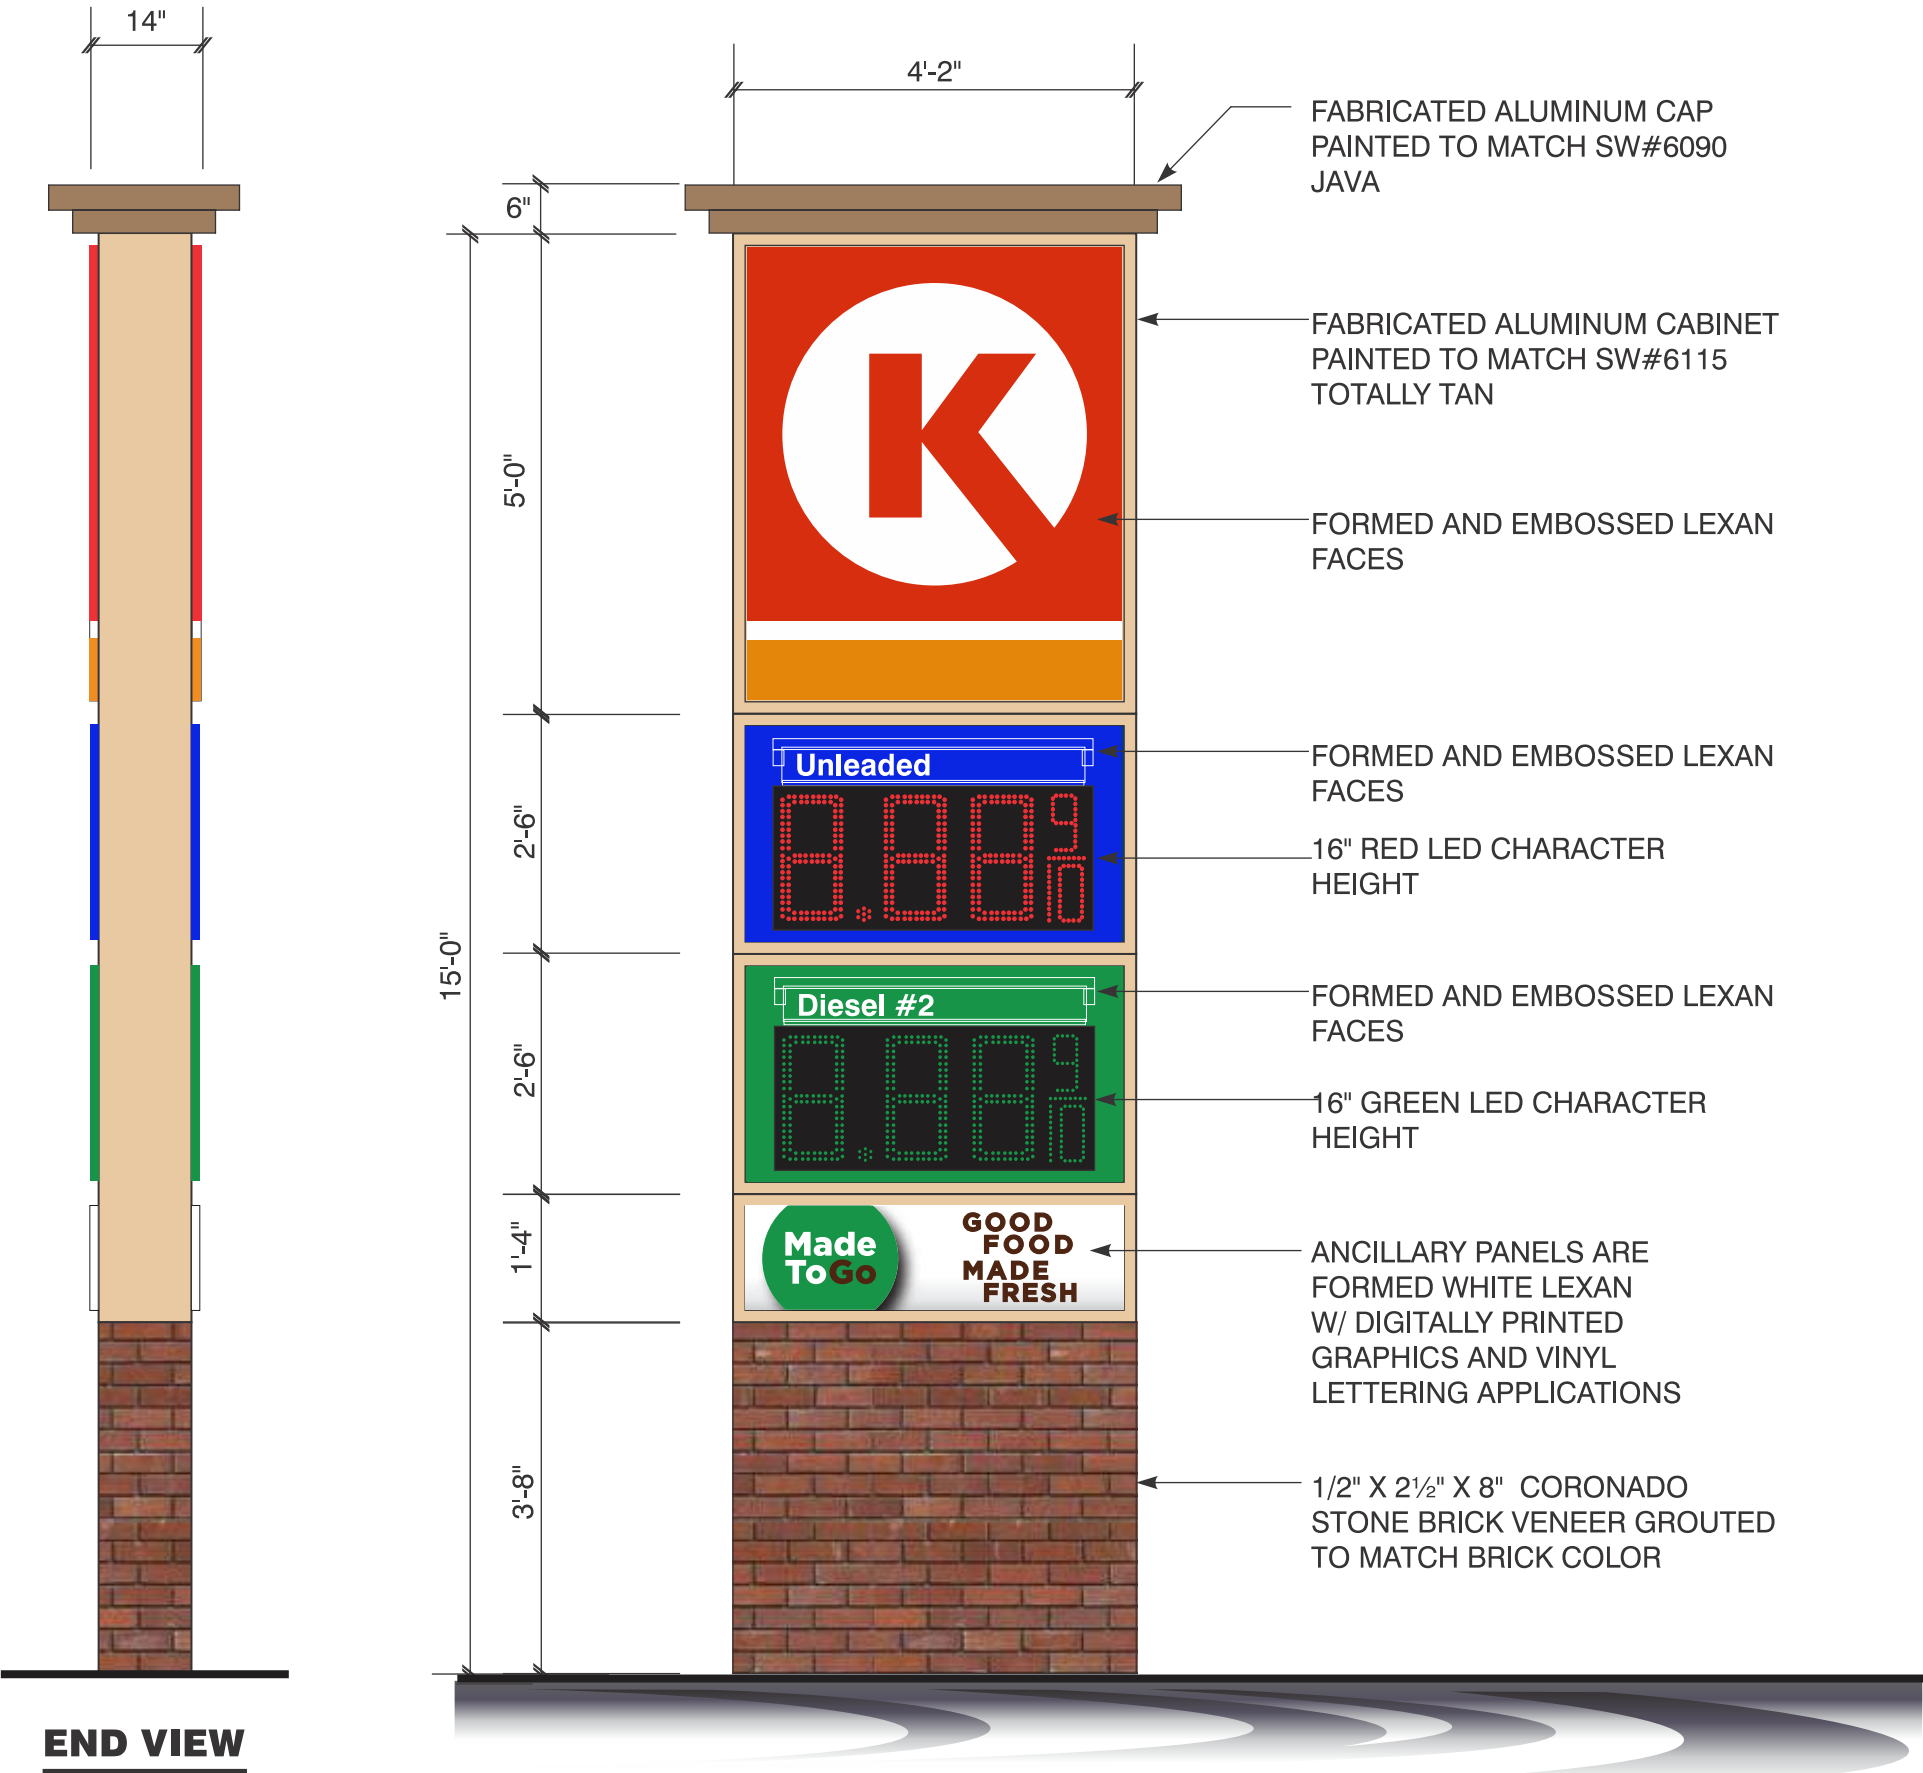 14"
4'-2"
FABRICATED ALUMINUM CAP
PAINTED TO MATCH SW#6090
JAVA
6"
FABRICATED ALUMINUM CABINET
PAINTED TO MATCH SW#6115
TOTALLY TAN
K
5'-0"
FORMED AND EMBOSSED LEXAN
FACES
FORMED AND EMBOSSED LEXAN
FACES
Unleaded
8.88 9/10
2'-6"
16" RED LED CHARACTER
HEIGHT
15'-0"
FORMED AND EMBOSSED LEXAN
FACES
Diesel #2
8.88 9/10
2'-6"
16" GREEN LED CHARACTER
HEIGHT
1'-4"
Made
ToGo
GOOD
FOOD
MADE
FRESH
ANCILLARY PANELS ARE
FORMED WHITE LEXAN
W/ DIGITALLY PRINTED
GRAPHICS AND VINYL
LETTERING APPLICATIONS
3'-8"
1/2" X 2½" X 8" CORONADO
STONE BRICK VENEER GROUTED
TO MATCH BRICK COLOR
END VIEW